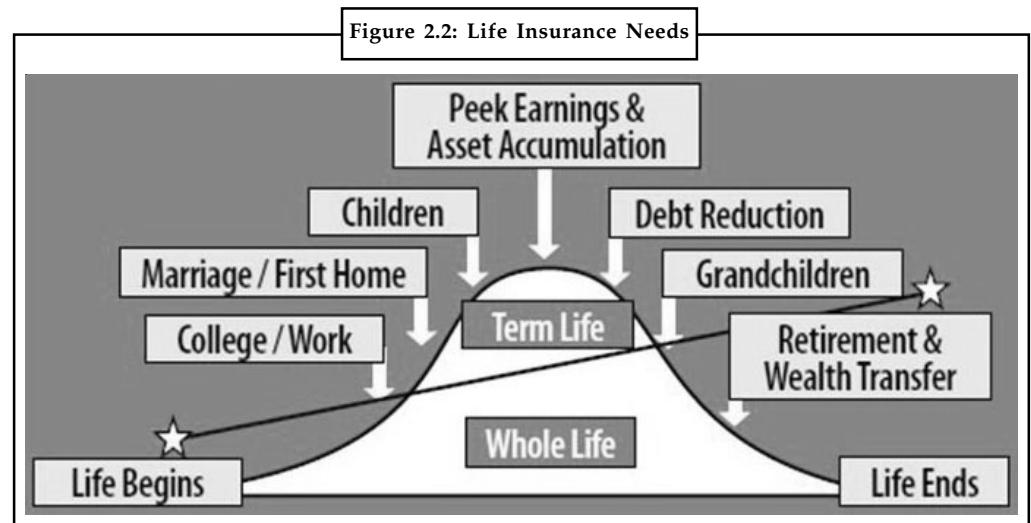 Figure 2.2: Life Insurance Needs
Peek Earnings &
Asset Accumulation
Children
Debt Reduction
Marriage / First Home
Grandchildren
College / Work
Term Life
Retirement &
Wealth Transfer
Whole Life
Life Begins
Life Ends